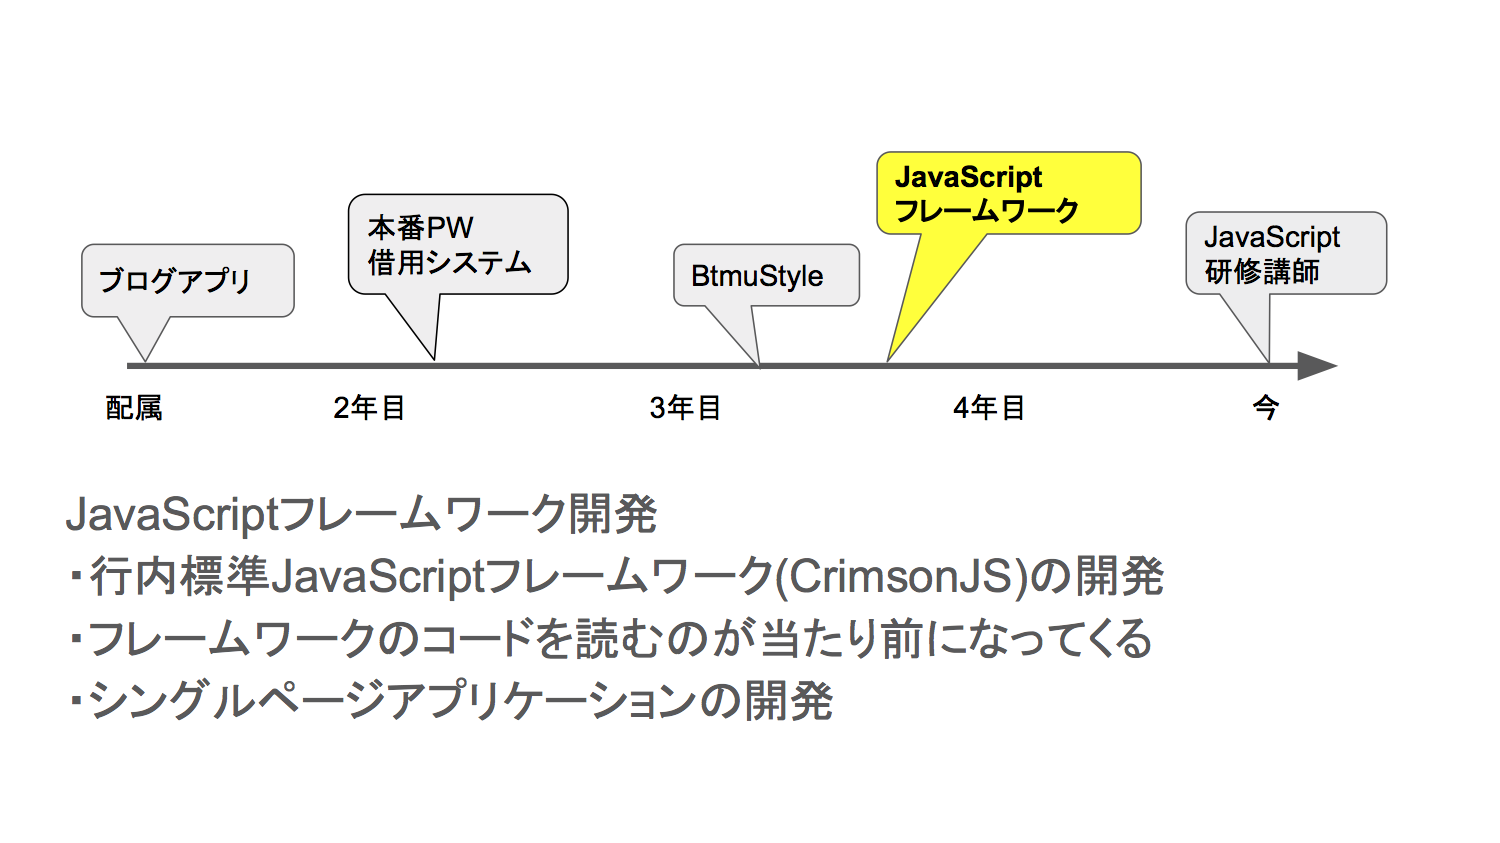 ブログアプリ
本番PW
借用システム
BtmuStyle
JavaScript
フレームワーク
JavaScript
研修講師
配属
2年目
3年目
4年目
今
JavaScriptフレームワーク開発
・行内標準JavaScriptフレームワーク(CrimsonJS)の開発
・フレームワークのコードを読むのが当たり前になってくる
・シングルページアプリケーションの開発